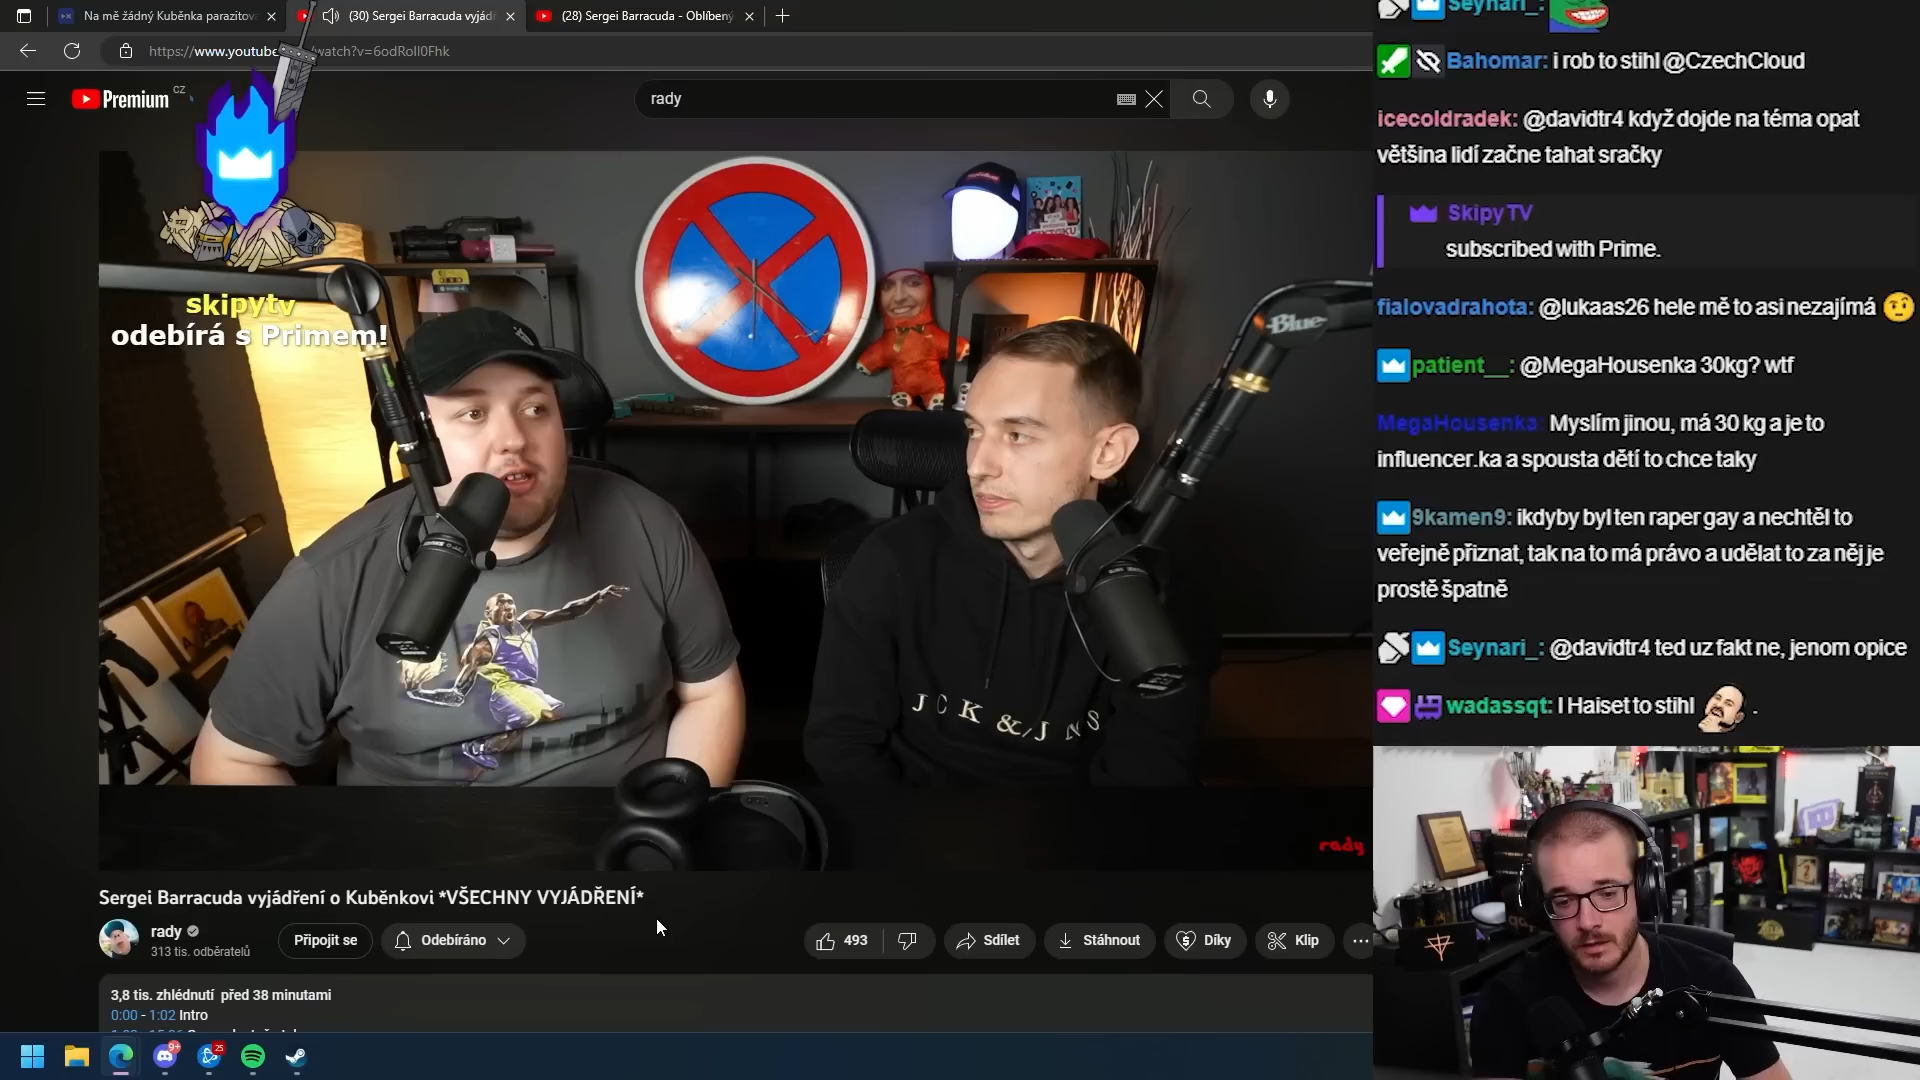 Na mě žádný Kuběnka parazitova
(30) Sergei Barracuda vyjádř
(28) Sergei Barracuda - Oblíbený
https://www.youtube
/watch?v=6odRoll0Fhk
Premium CZ
rady
skipytv
odebírá s Primem!
Blue
J C K & J N S
rady
Sergei Barracuda vyjádření o Kuběnkovi *VŠECHNY VYJÁDŘENÍ*
rady
313 tis. odběratelů
Připojit se
Odebíráno
493
Sdílet
Stáhnout
Díky
Klip
3,8 tis. zhlédnutí před 38 minutami
0:00 - 1:02 Intro
9+
25
Seynari_:
Bahomar: i rob to stihl @CzechCloud
icecoldradek: @davidtr4 když dojde na téma opat
většina lidí začne tahat sračky
SkipyTV
subscribed with Prime.
fialovadrahota: @lukaas26 hele mě to asi nezajímá
patient__: @MegaHousenka 30kg? wtf
MegaHousenka: Myslím jinou, má 30 kg a je to
influencer.ka a spousta dětí to chce taky
9kamen9: ikdyby byl ten raper gay a nechtěl to
veřejně přiznat, tak na to má právo a udělat to za něj je
prostě špatně
Seynari_: @davidtr4 ted uz fakt ne, jenom opice
wadassqt: I Haiset to stihl .